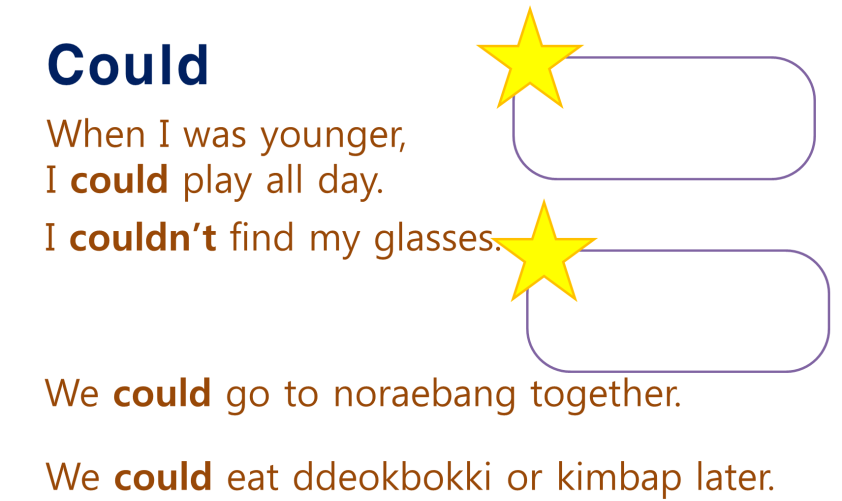 Could
When I was younger,
I could play all day.
I couldn't find my glasses.
We could go to noraebang together.
We could eat ddeokbokki or kimbap later.